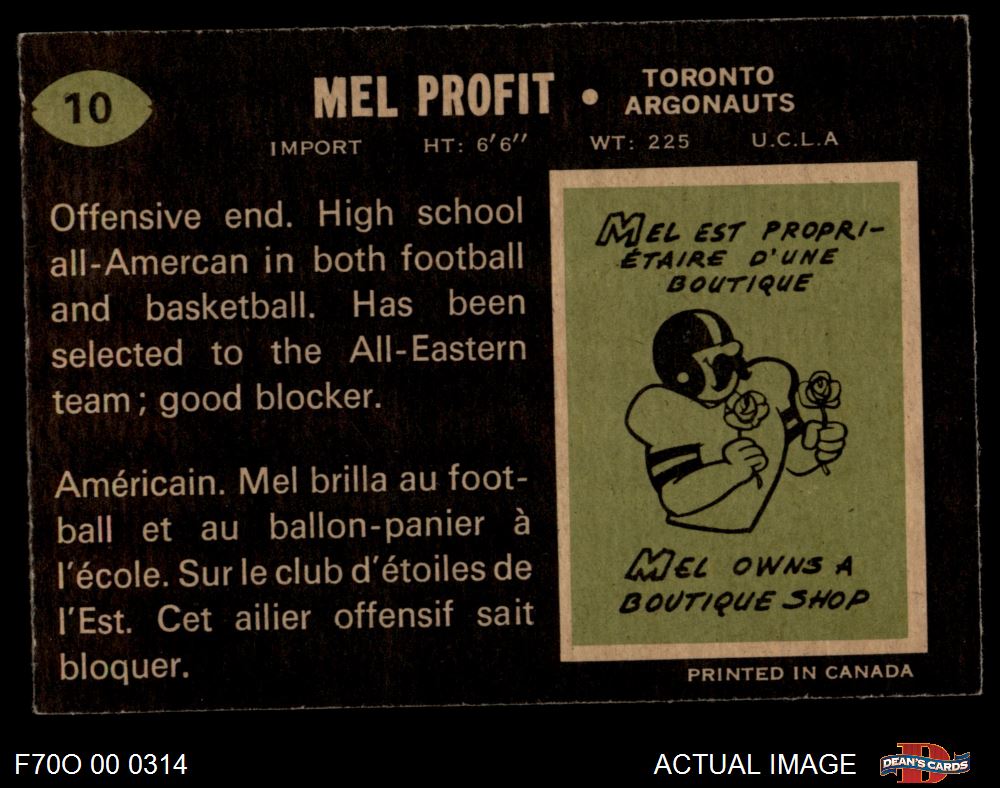 10
MEL PROFIT • TORONTO ARGONAUTS
IMPORT HT: 6'6" WT: 225 U.C.L.A
Offensive end. High school
all-Amercan in both football
and basketball. Has been
selected to the All-Eastern
team; good blocker.
Américain. Mel brilla au foot-
ball et au ballon-panier à
l'école. Sur le club d'étoiles de
l'Est. Cet ailier offensif sait
bloquer.
MEL EST PROPRI-
ÉTAIRE D'UNE
BOUTIQUE
MEL OWNS A
BOUTIQUE SHOP
PRINTED IN CANADA
F70O 00 0314
ACTUAL IMAGE
D
DEAN'S CARDS